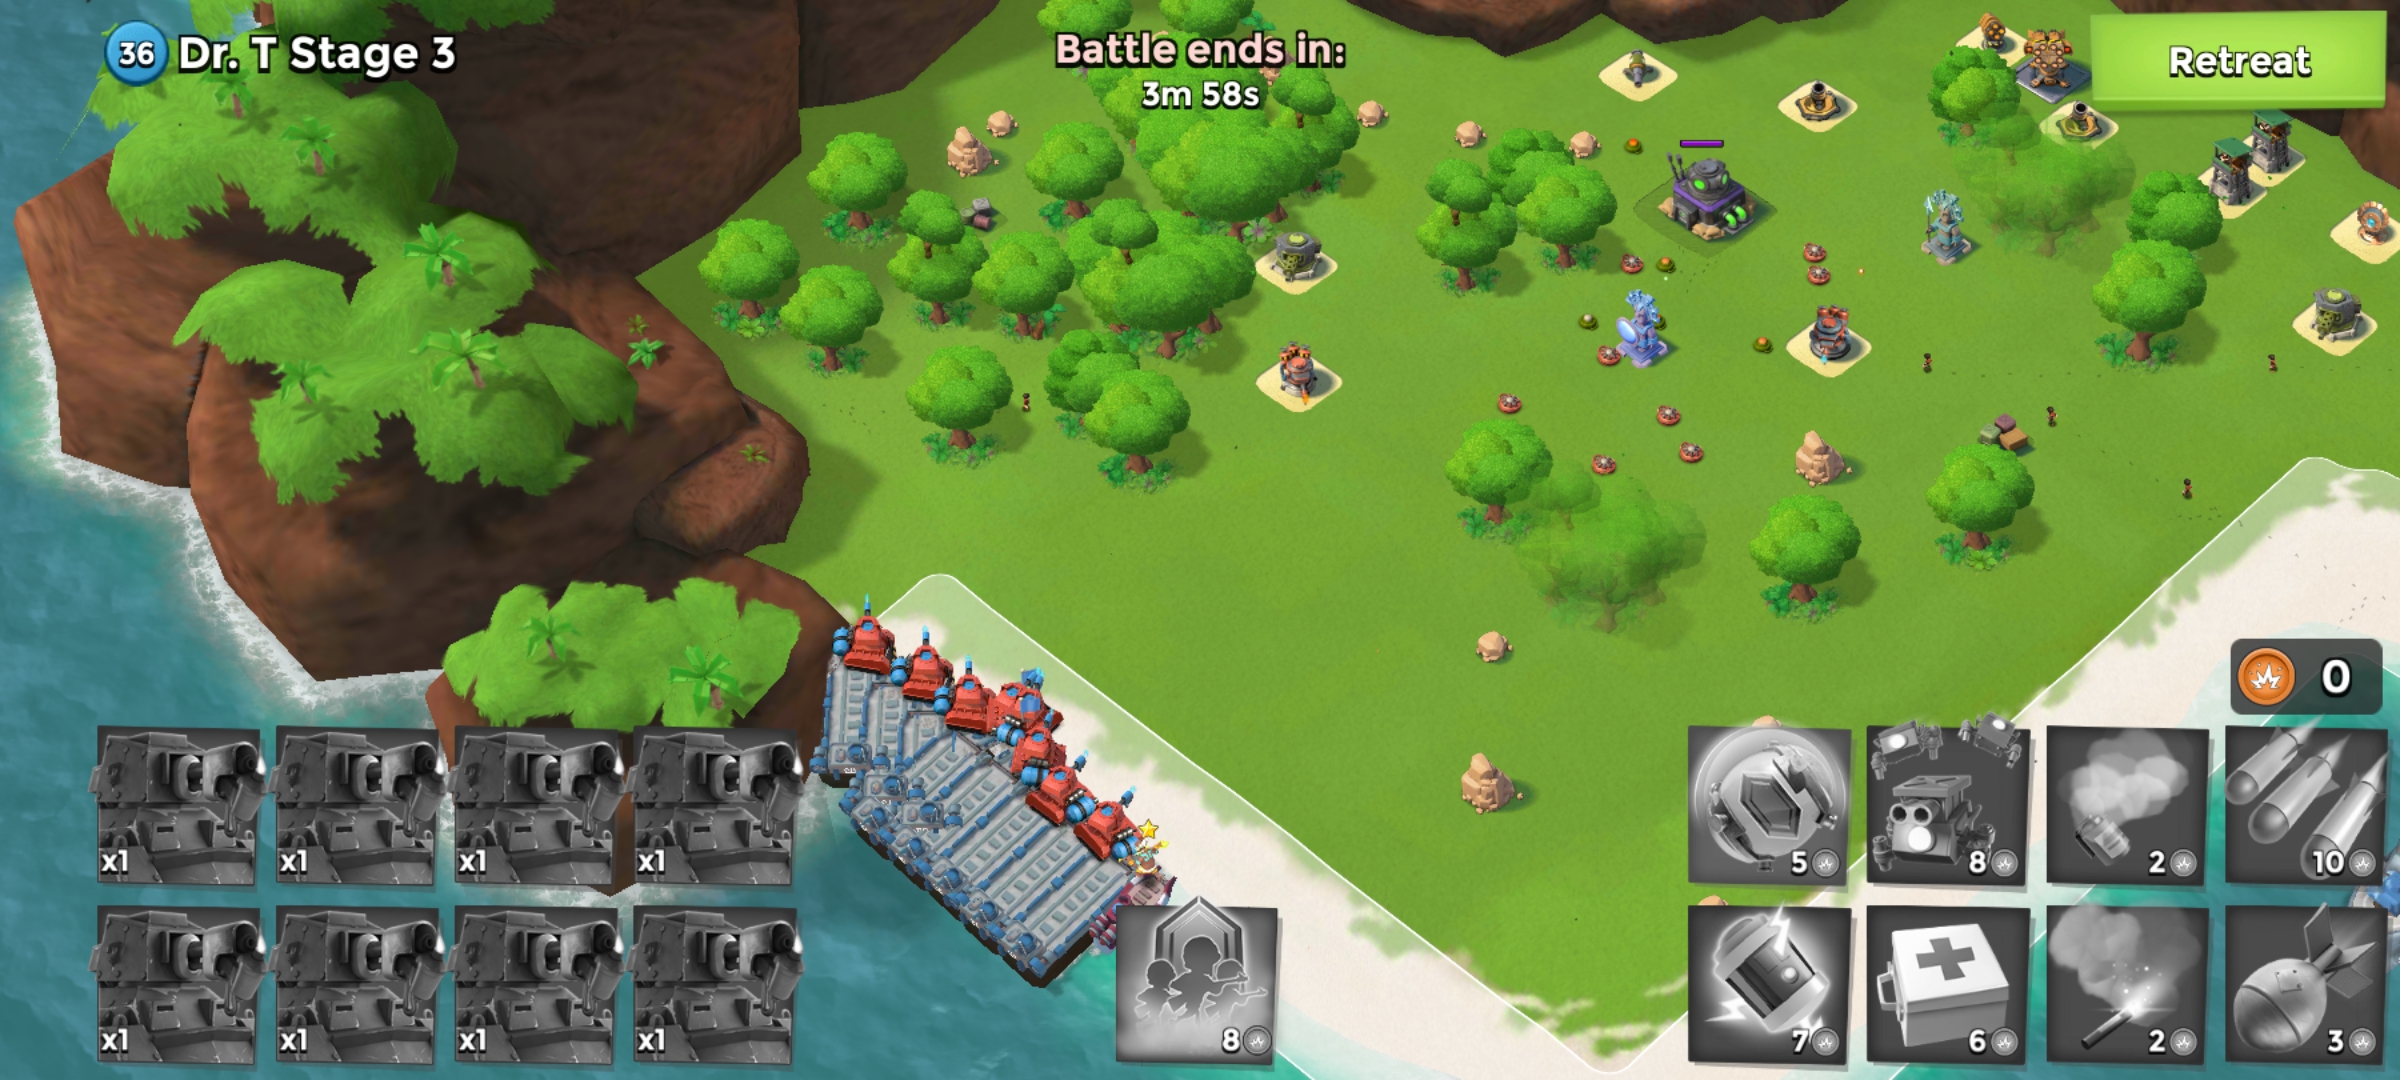 36 Dr. T Stage 3
Battle ends in:
3m 58s
Retreat
0
x1 x1 x1 x1
5 8 2 10
x1 x1 x1 x1
8
7 6 2 3